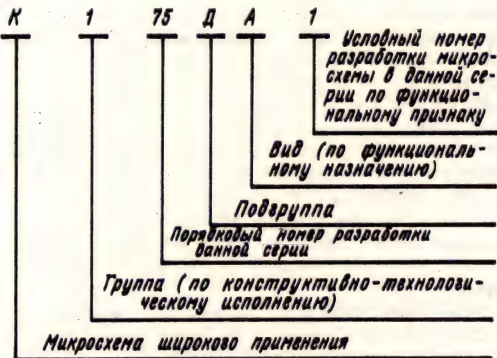 К 1 75 Д А 1
Условный номер
разработки микро-
схемы в данной се-
рии по функцио-
нальному признаку
Вид (по функциональ-
ному назначению)
Подгруппа
Порядковый номер разработки
данной серии
Группа (по конструктивно-технологи-
ческому исполнению)
Микросхема широкого применения